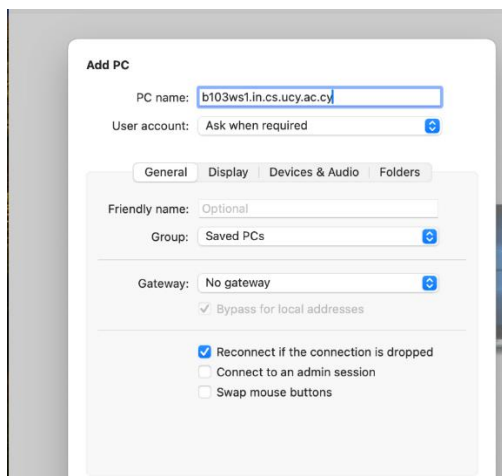 Add PC
PC name: b103ws1.in.cs.ucy.ac.cy
User account: Ask when required
General Display Devices & Audio Folders
Friendly name: Optional
Group: Saved PCs
Gateway: No gateway
Bypass for local addresses
Reconnect if the connection is dropped
Connect to an admin session
Swap mouse buttons